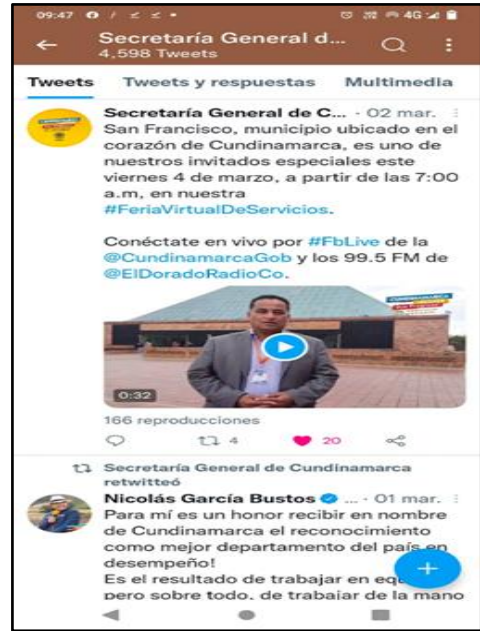 09:47
4G
Secretaría General d...
4,598 Tweets
Tweets
Tweets y respuestas
Multimedia
Secretaría General de C... · 02 mar.
San Francisco, municipio ubicado en el
corazón de Cundinamarca, es uno de
nuestros invitados especiales este
viernes 4 de marzo, a partir de las 7:00
a.m, en nuestra
#FeriaVirtualDeServicios.
Conéctate en vivo por #FbLive de la
@CundinamarcaGob y los 99.5 FM de
@ElDoradoRadioCo.
0:32
166 reproducciones
4
20
Secretaría General de Cundinamarca
retwitteó
Nicolás García Bustos ... · 01 mar.
Para mí es un honor recibir en nombre
de Cundinamarca el reconocimiento
como mejor departamento del país en
desempeño!
Es el resultado de trabajar en
pero sobre todo, de trabajar de la mano